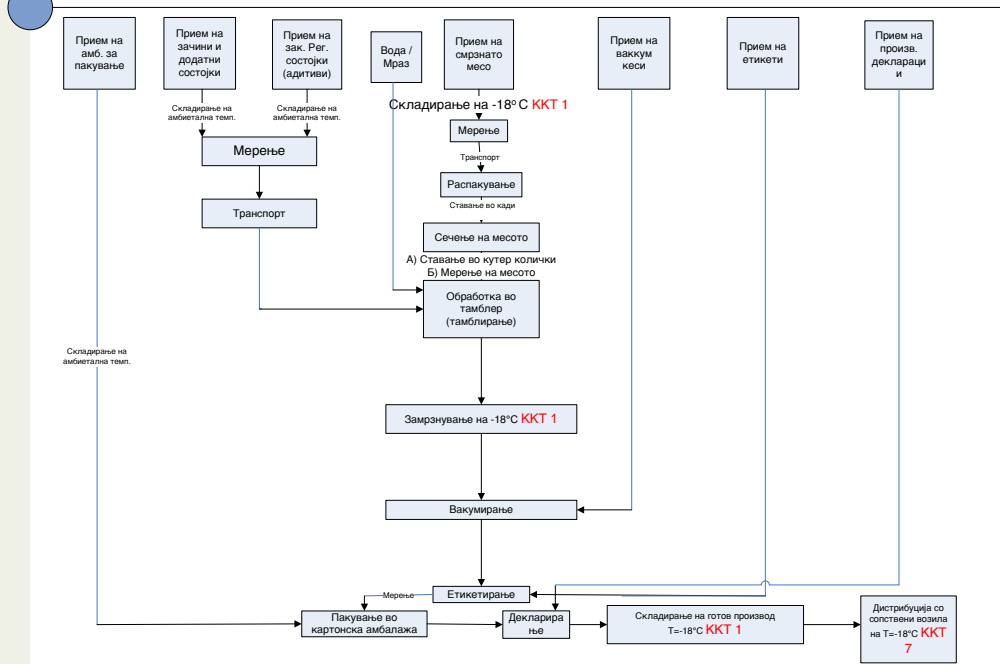 Прием на
амб. за
пакување
Прием на
зачини и
додатни
состојки
Прием на
зак. Рег.
состојки
(адитиви)
Вода /
Мраз
Прием на
смрзнато
месо
Прием на
ваккум
кеси
Прием на
етикети
Прием на
произв.
деклараци
и
Складирање на
амбиетална темп.
Складирање на
амбиетална темп.
Складирање на -18º C ККТ 1
Мерење
Мерење
Транспорт
Распакување
Ставање во кади
Транспорт
Сечење на месото
А) Ставање во кутер колички
Б) Мерење на месото
Обработка во
тамблер
(тамблирање)
Складирање на
амбиетална темп.
Замрзнување на -18°C ККТ 1
Вакумирање
Етикетирање
Мерење
Пакување во
картонска амбалажа
Декларира
ње
Складирање на готов производ
Т=-18°C ККТ 1
Дистрибуција со
сопствени возила
на Т=-18°C ККТ
7